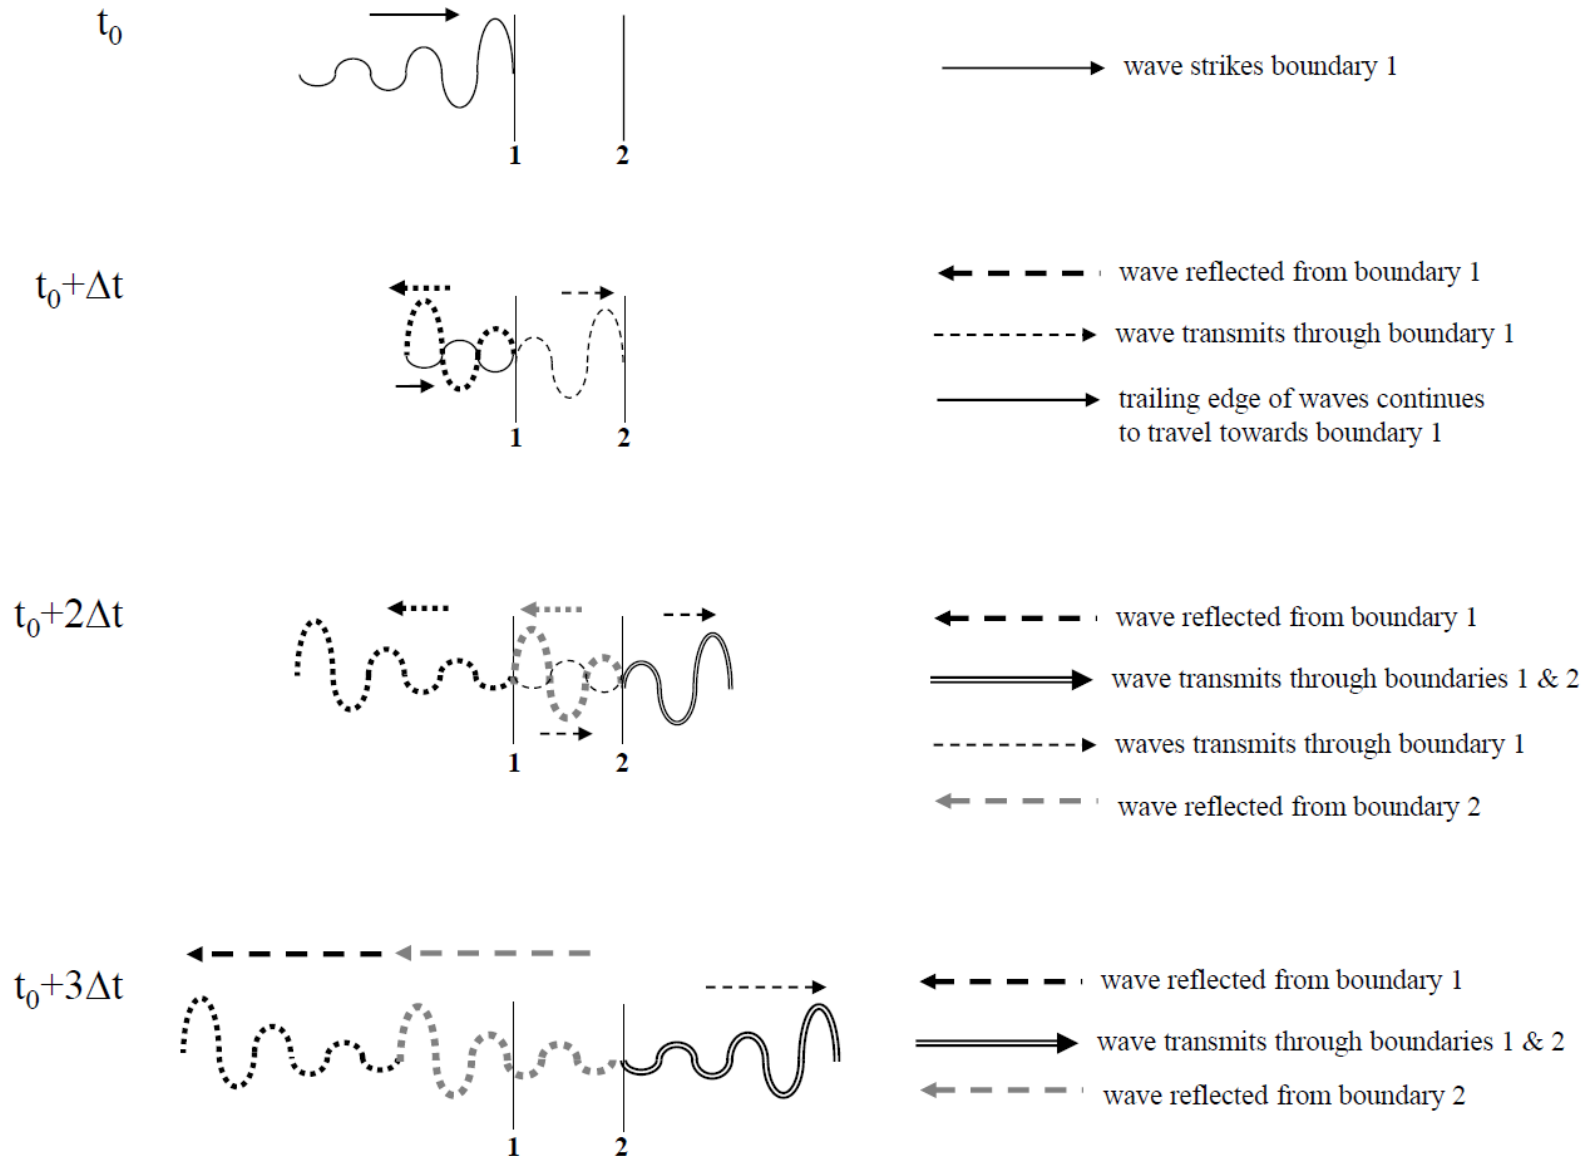 t₀
wave strikes boundary 1
1 2
t₀+Δt
wave reflected from boundary 1
wave transmits through boundary 1
trailing edge of waves continues
to travel towards boundary 1
1 2
t₀+2Δt
wave reflected from boundary 1
wave transmits through boundaries 1 & 2
waves transmits through boundary 1
1 2
wave reflected from boundary 2
t₀+3Δt
wave reflected from boundary 1
wave transmits through boundaries 1 & 2
wave reflected from boundary 2
1 2